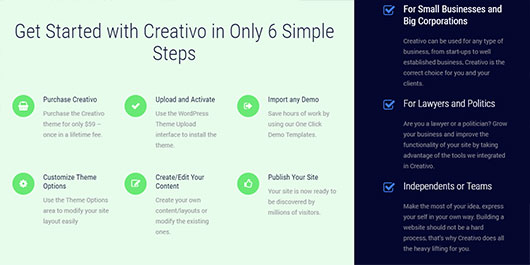 Get Started with Creativo in Only 6 Simple
Steps
Purchase Creativo
Purchase the Creativo
theme for only $59 –
once in a lifetime fee.
Upload and Activate
Use the WordPress
Theme Upload
interface to install the
theme.
Import any Demo
Save hours of work by
using our One Click
Demo Templates.
Customize Theme
Options
Use the Theme Options
area to modify your site
layout easily
Create/Edit Your
Content
Create your own
content/layouts or
modify the existing
ones.
Publish Your Site
Your site is now ready to
be discovered by
millions of visitors.
For Small Businesses and
Big Corporations
Creativo can be used for any type of
business, from start-ups to well
established business, Creativo is the
correct choice for you and your
clients.
For Lawyers and Politics
Are you a lawyer or a politician? Grow
your business and improve the
functionality of your site by taking
advantage of the tools we integrated
in Creativo.
Independents or Teams
Make the most of your idea, express
your self in your own way. Building a
website should not be a hard
process, that's why Creativo does all
the heavy lifting for you.